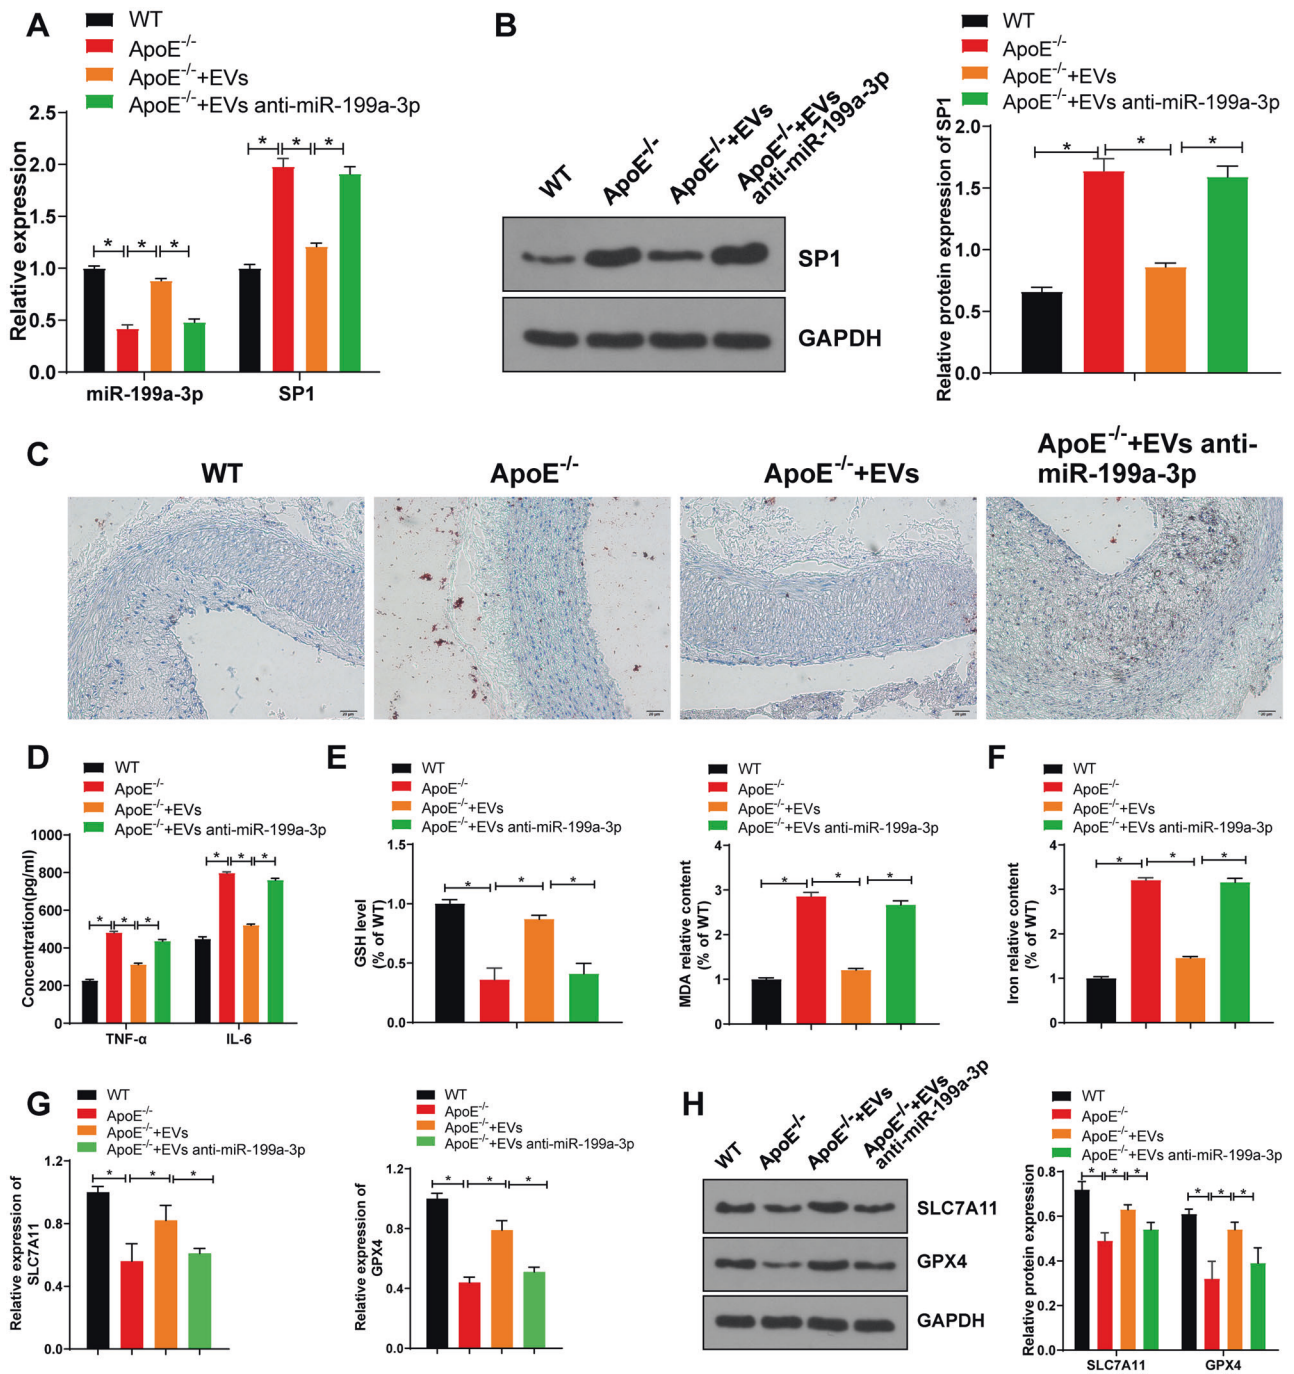 A
WT
ApoE-/-
ApoE-/-+EVs
ApoE-/-+EVs anti-miR-199a-3p
Relative expression
2.5
2.0
1.5
1.0
0.5
0.0
* * *
* * *
miR-199a-3p
SP1
B
WT
ApoE-/-
ApoE-/-+EVs
ApoE-/-+EVs
anti-miR-199a-3p
SP1
GAPDH
WT
ApoE-/-
ApoE-/-+EVs
ApoE-/-+EVs anti-miR-199a-3p
Relative protein expression of SP1
2.0
1.5
1.0
0.5
0.0
* * *
C
WT
ApoE-/-
ApoE-/-+EVs
ApoE-/-+EVs anti-
miR-199a-3p
20 μm
20 μm
20 μm
20 μm
D
WT
ApoE-/-
ApoE-/-+EVs
ApoE-/-+EVs anti-miR-199a-3p
Concentration(pg/ml)
1000
800
600
400
200
0
* * *
* * *
TNF-α
IL-6
E
WT
ApoE-/-
ApoE-/-+EVs
ApoE-/-+EVs anti-miR-199a-3p
GSH level
(% of WT)
1.5
1.0
0.5
0.0
* * *
WT
ApoE-/-
ApoE-/-+EVs
ApoE-/-+EVs anti-miR-199a-3p
MDA relative content
(% of WT)
4
3
2
1
0
* * *
F
WT
ApoE-/-
ApoE-/-+EVs
ApoE-/-+EVs anti-miR-199a-3p
Iron relative content
(% of WT)
4
3
2
1
0
* * *
G
WT
ApoE-/-
ApoE-/-+EVs
ApoE-/-+EVs anti-miR-199a-3p
Relative expression of
SLC7A11
1.2
0.8
0.4
0.0
* * *
WT
ApoE-/-
ApoE-/-+EVs
ApoE-/-+EVs anti-miR-199a-3p
Relative expression of
GPX4
1.2
0.8
0.4
0.0
* * *
H
WT
ApoE-/-
ApoE-/-+EVs
ApoE-/-+EVs
anti-miR-199a-3p
SLC7A11
GPX4
GAPDH
WT
ApoE-/-
ApoE-/-+EVs
ApoE-/-+EVs anti-miR-199a-3p
Relative protein expression
0.8
0.6
0.4
0.2
0.0
* * *
* * *
SLC7A11
GPX4